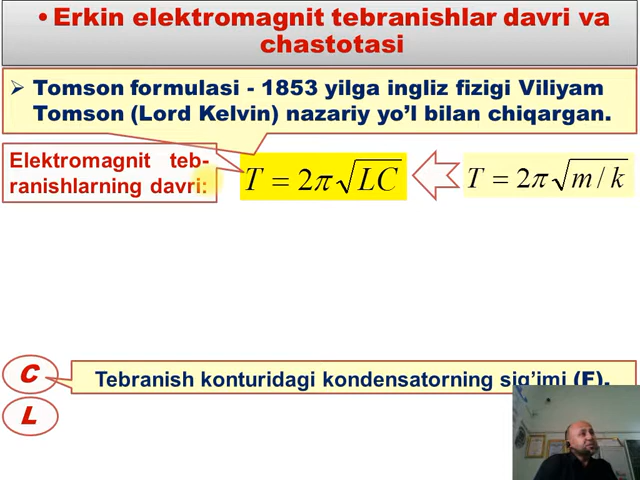 •Erkin elektromagnit tebranishlar davri va
chastotasi
➢ Tomson formulasi - 1853 yilga ingliz fizigi Viliyam
Tomson (Lord Kelvin) nazariy yo’l bilan chiqargan.
Elektromagnit teb-
ranishlarning davri:
T = 2π√LC
T = 2π√m/k
C
Tebranish konturidagi kondensatorning sig’imi (F).
L